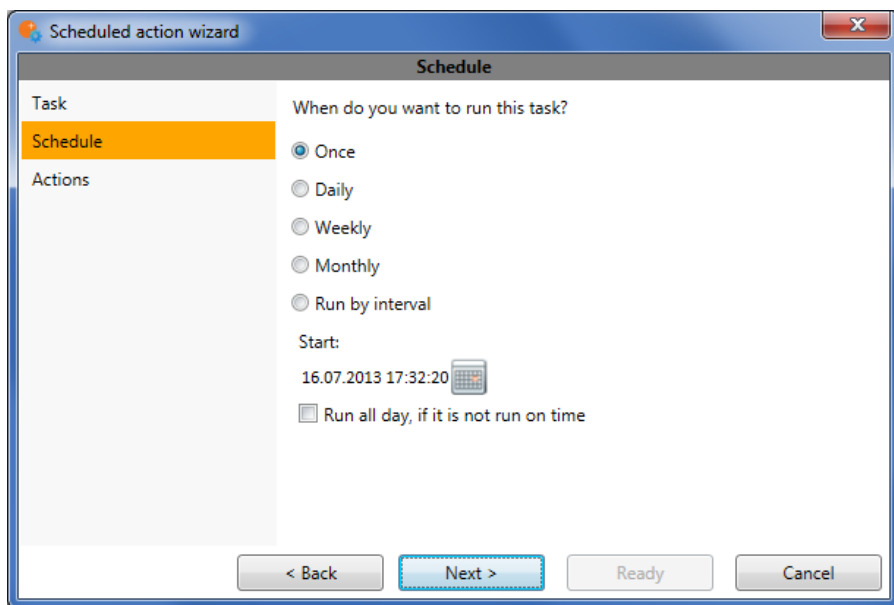 Scheduled action wizard
Schedule
Task
Schedule
Actions
When do you want to run this task?
Once
Daily
Weekly
Monthly
Run by interval
Start:
16.07.2013 17:32:20
Run all day, if it is not run on time
< Back
Next >
Ready
Cancel